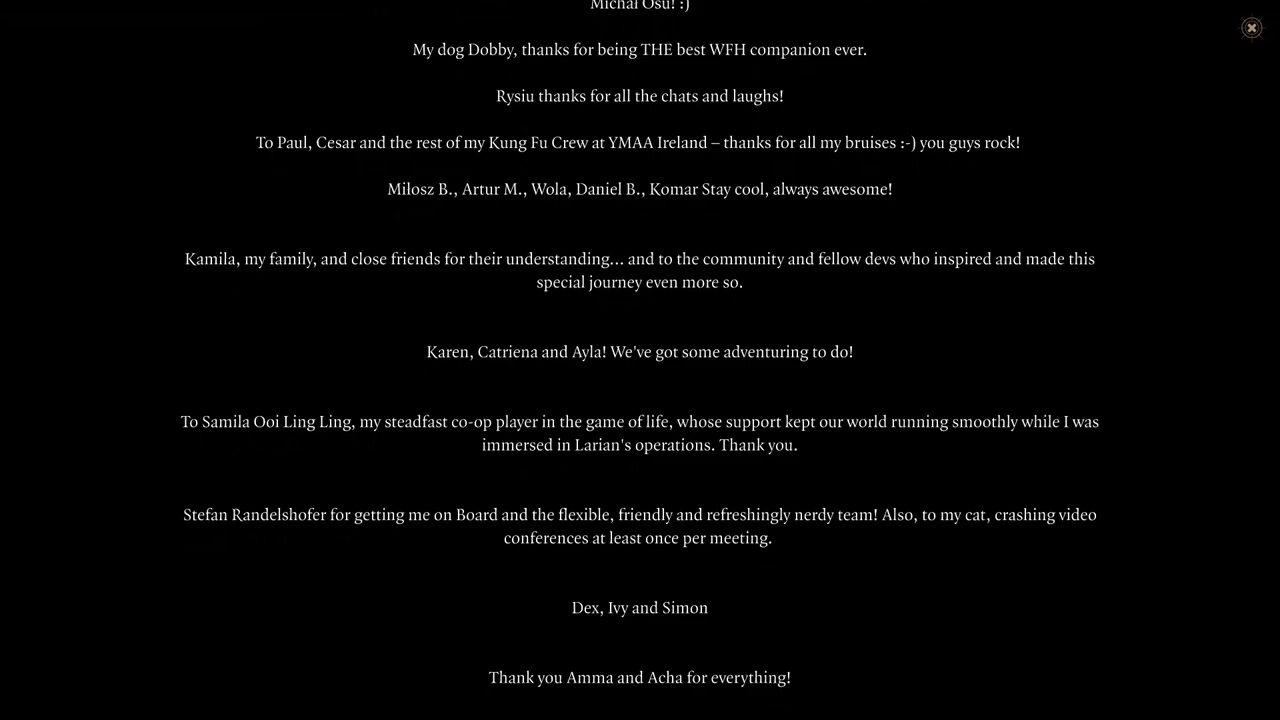 Michał Osu! :)
My dog Dobby, thanks for being THE best WFH companion ever.
Rysiu thanks for all the chats and laughs!
To Paul, Cesar and the rest of my Kung Fu Crew at YMAA Ireland – thanks for all my bruises :-) you guys rock!
Miłosz B., Artur M., Wola, Daniel B., Komar Stay cool, always awesome!
Kamila, my family, and close friends for their understanding... and to the community and fellow devs who inspired and made this
special journey even more so.
Karen, Catriena and Ayla! We've got some adventuring to do!
To Samila Ooi Ling Ling, my steadfast co-op player in the game of life, whose support kept our world running smoothly while I was
immersed in Larian's operations. Thank you.
Stefan Randelshofer for getting me on Board and the flexible, friendly and refreshingly nerdy team! Also, to my cat, crashing video
conferences at least once per meeting.
Dex, Ivy and Simon
Thank you Amma and Acha for everything!